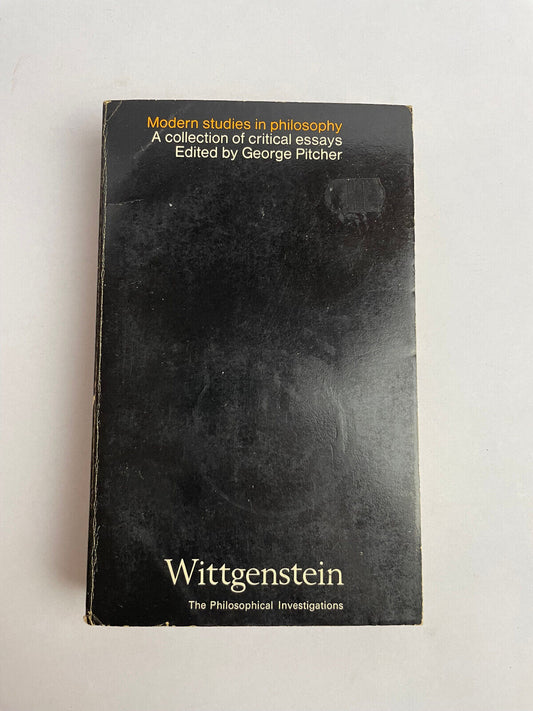 Modern studies in philosophy
A collection of critical essays
Edited by George Pitcher
Wittgenstein
The Philosophical Investigations